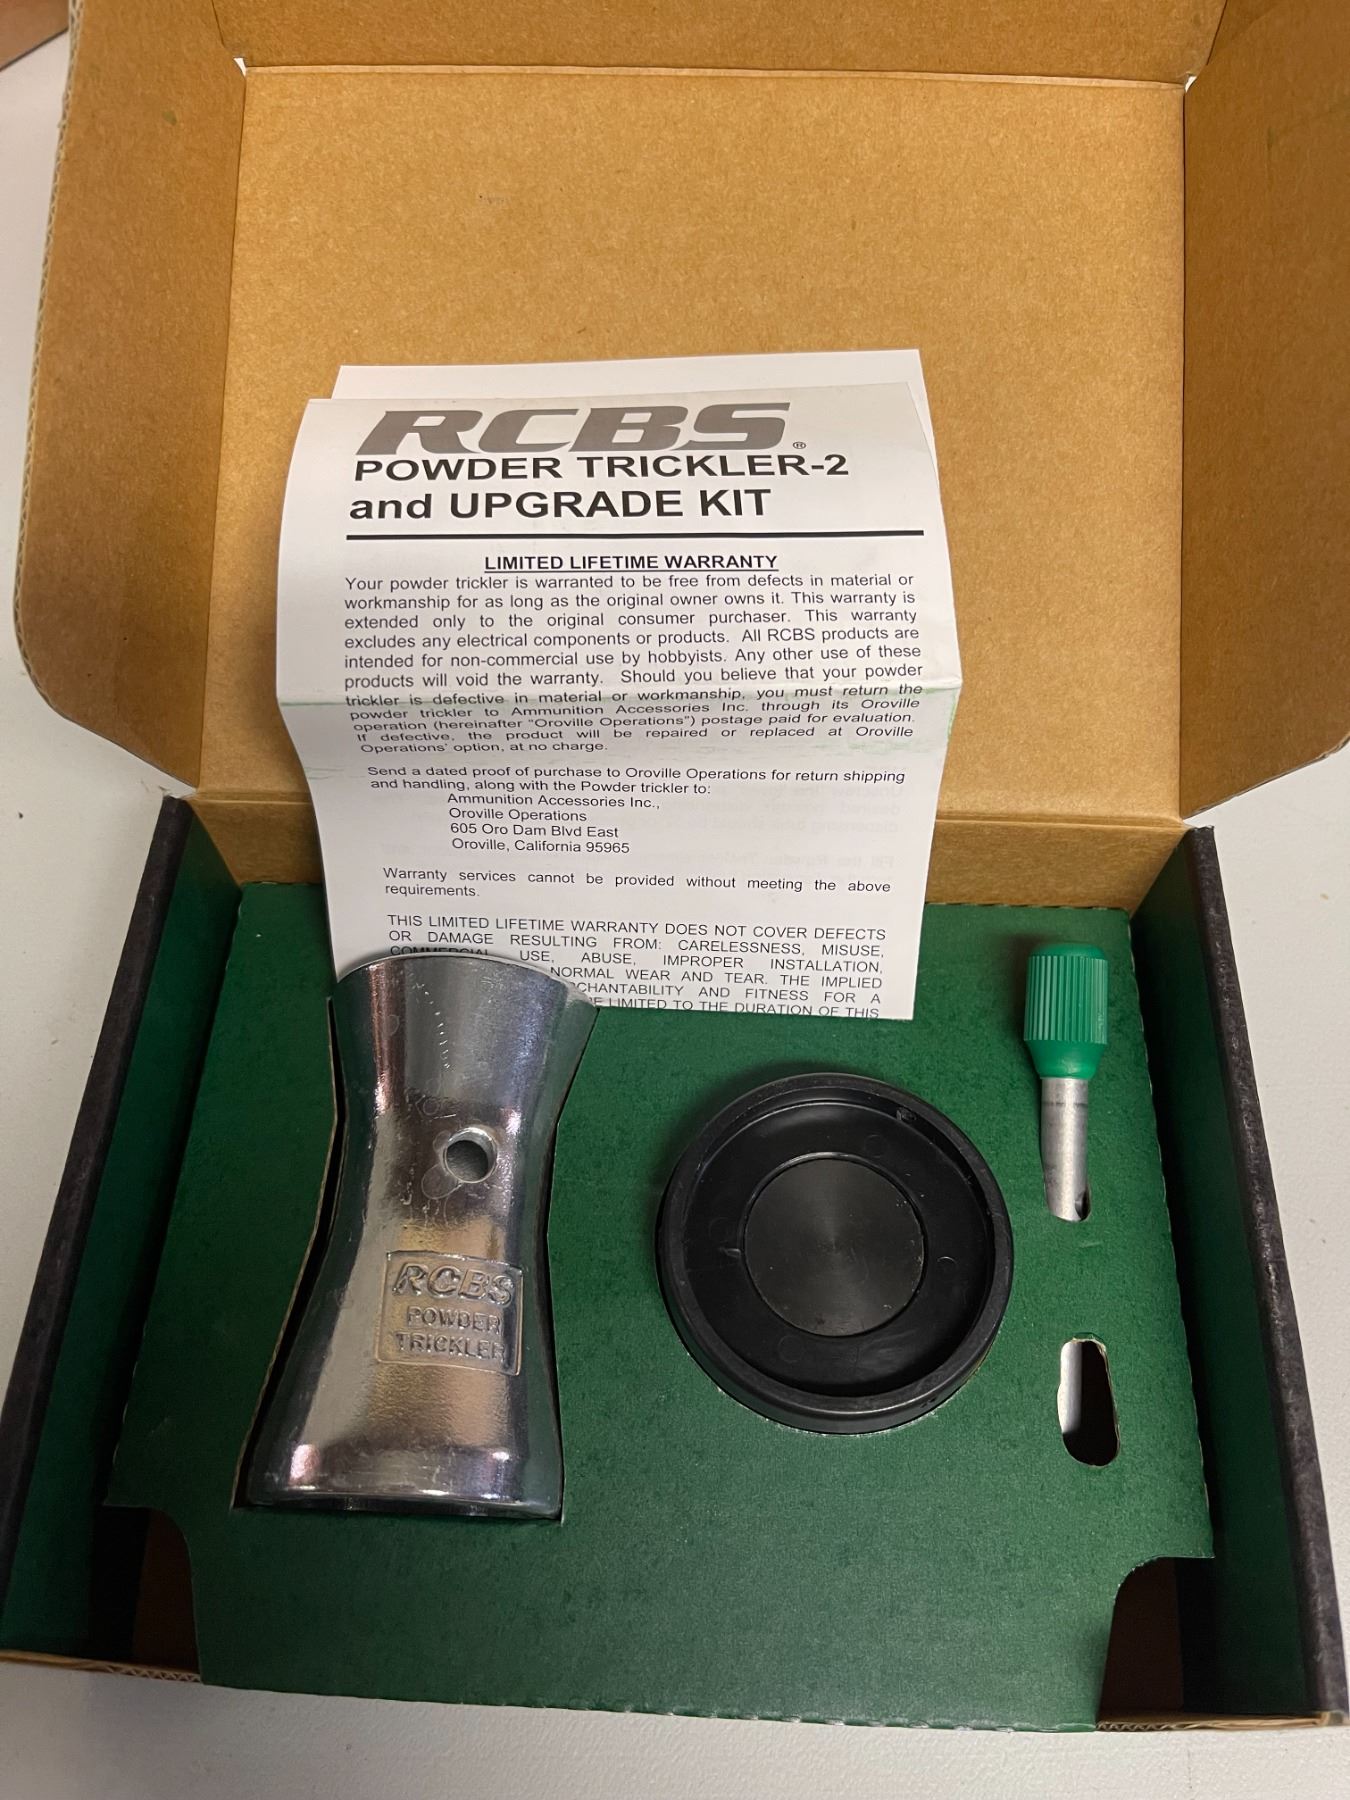 RCBS®
POWDER TRICKLER-2
and UPGRADE KIT
LIMITED LIFETIME WARRANTY
Your powder trickler is warranted to be free from defects in material or
workmanship for as long as the original owner owns it. This warranty is
extended only to the original consumer purchaser. This warranty
excludes any electrical components or products. All RCBS products are
intended for non-commercial use by hobbyists. Any other use of these
products will void the warranty. Should you believe that your powder
trickler is defective in material or workmanship, you must return the
powder trickler to Ammunition Accessories Inc. through its Oroville
operation (hereinafter "Oroville Operations") postage paid for evaluation.
If defective, the product will be repaired or replaced at Oroville
Operations' option, at no charge.
Send a dated proof of purchase to Oroville Operations for return shipping
and handling, along with the Powder trickler to:
Ammunition Accessories Inc.,
Oroville Operations
605 Oro Dam Blvd East
Oroville, California 95965
Warranty services cannot be provided without meeting the above
requirements.
THIS LIMITED LIFETIME WARRANTY DOES NOT COVER DEFECTS
OR DAMAGE RESULTING FROM: CARELESSNESS, MISUSE,
COMMERCIAL USE, ABUSE, IMPROPER INSTALLATION,
NORMAL WEAR AND TEAR. THE IMPLIED
AND FITNESS FOR A
LIMITED TO THE DURATION OF THIS
RCBS
POWDER
TRICKLER